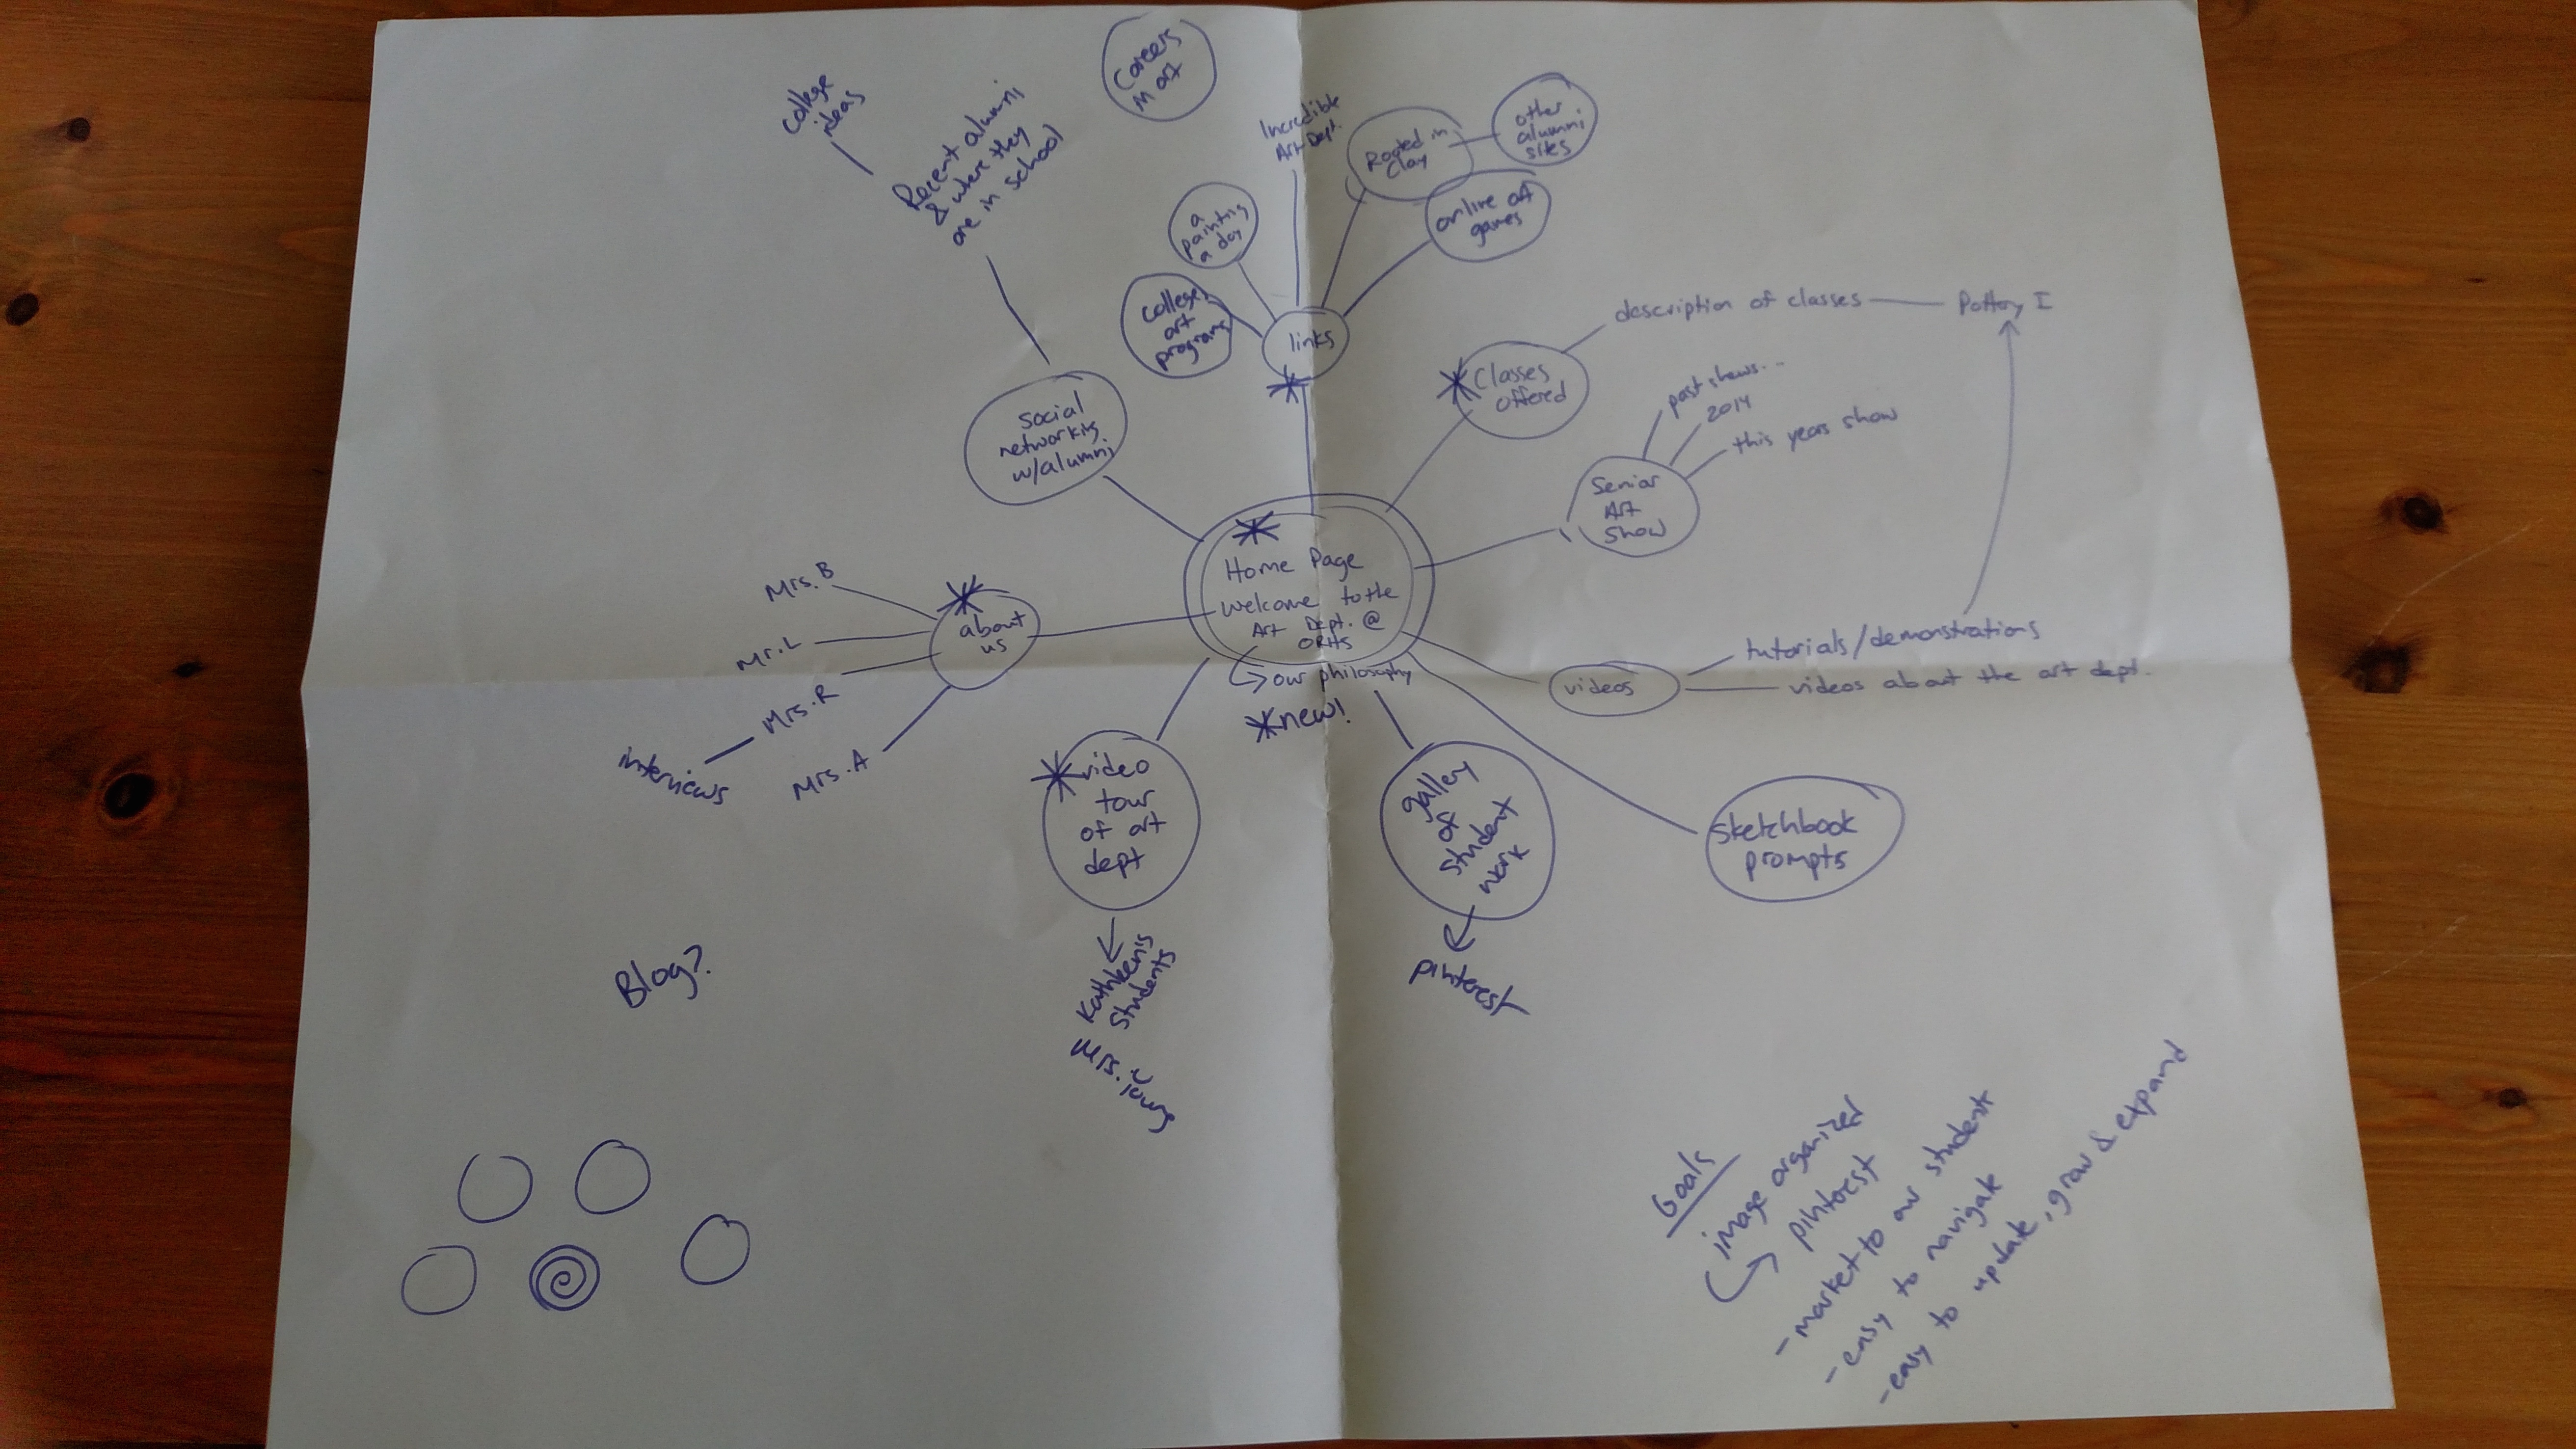 Careers
in art
college
ideas
Recent alumni
& where they
are in school
Incredible
Art Dept.
Rooted in
Clay
other
alumni
sites
a
painting
a day
online art
games
college
art
programs
links
description of classes
Pottery I
*Classes
offered
past shows...
2014
this years show
social
networking
w/alumni
Senior
Art
Show
*
Home Page
Welcome to the
Art Dept. @
ORHS
our philosophy
*new!
Mrs. B
Mr. L
Mrs. R
Mrs. A
interviews
*
about
us
videos
tutorials/demonstrations
videos about the art dept.
*video
tour
of art
dept
Kathleen's
Students
Mrs.
gallery
of
student
work
pinterest
sketchbook
prompts
Blog?
Goals
image organizer
pinterest
- market to our student
- easy to navigate
- easy to update, grow & expand